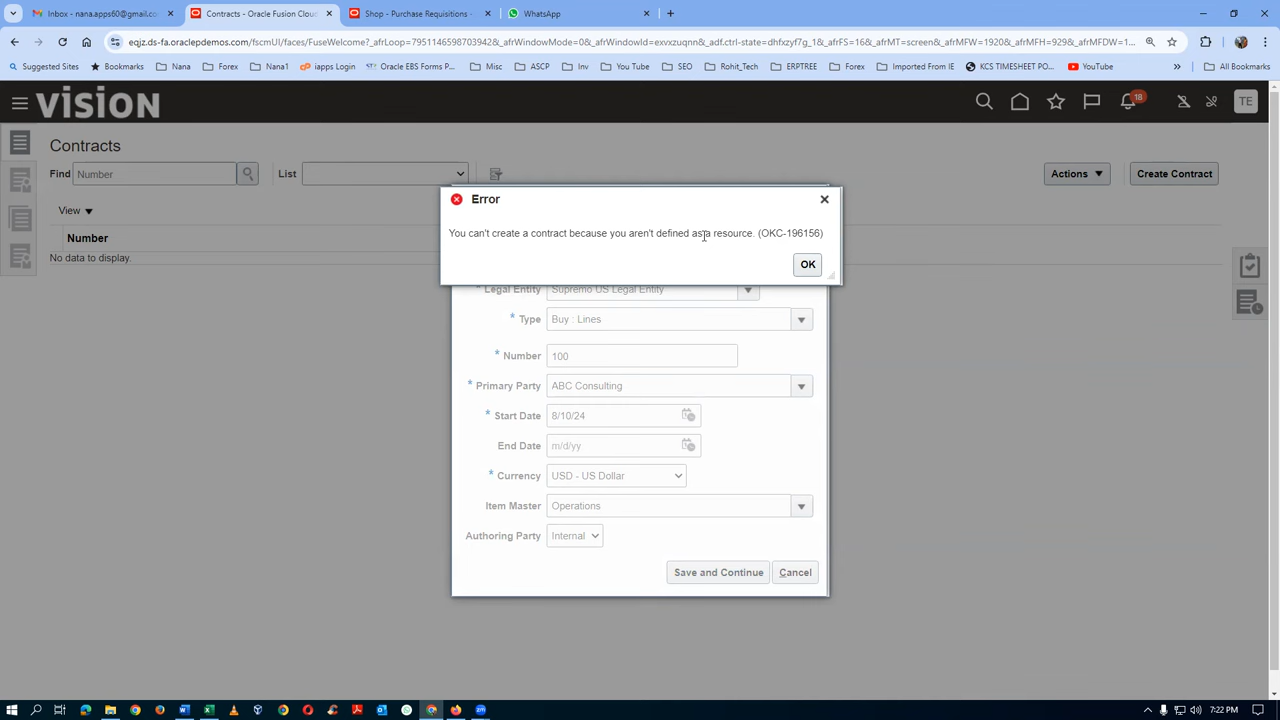 Inbox - nana.apps60@gmail.co
Contracts - Oracle Fusion Cloud
Shop - Purchase Requisitions -
WhatsApp
eqjz.ds-fa.oraclepdemos.com/fscmUI/faces/FuseWelcome?_afrLoop=7951146598703942&_afrWindowMode=0&_afrWindowId=exvxzuqnn&_adf.ctrl-state=dhfxzyf7g_1&_afrFS=16&_afrMT=screen&_afrMFW=1920&_afrMFH=929&_afrMFDW=1...
Suggested Sites
Bookmarks
Nana
Forex
Nana1
iapps Login
Oracle EBS Forms P...
Misc
ASCP
Inv
You Tube
SEO
Rohit_Tech
ERPTREE
Forex
Imported From IE
KCS TIMESHEET PO...
YouTube
»
All Bookmarks
vision
18
TE
Contracts
Find
Number
List
Actions
Create Contract
View
Number
No data to display.
Error
You can't create a contract because you aren't defined as a resource. (OKC-196156)
OK
* Legal Entity Supremo US Legal Entity
* Type Buy : Lines
* Number 100
* Primary Party ABC Consulting
* Start Date 8/10/24
End Date m/d/yy
* Currency USD - US Dollar
Item Master Operations
Authoring Party Internal
Save and Continue Cancel
7:22 PM